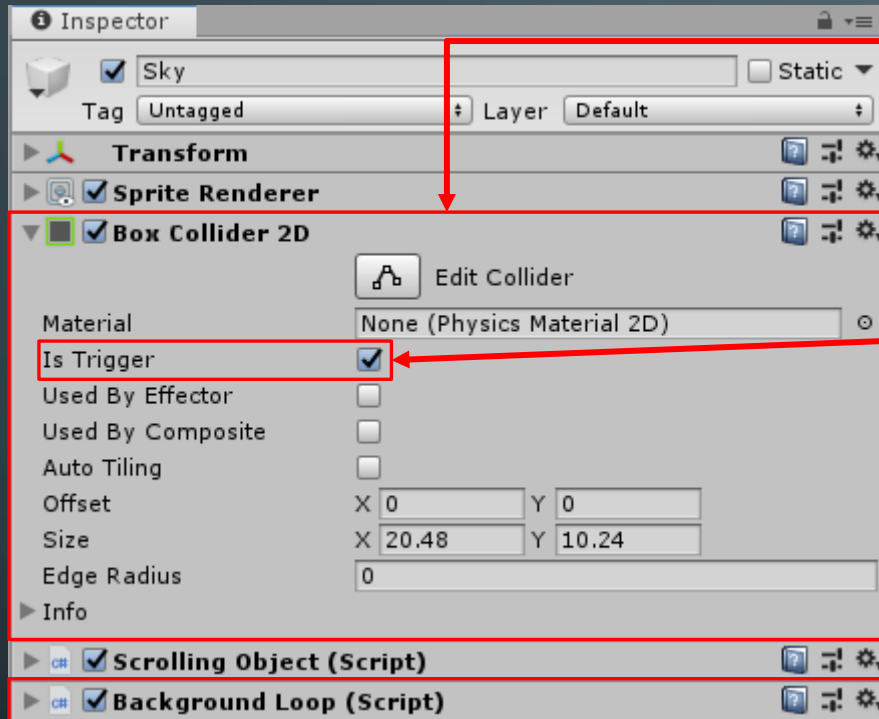 Inspector
Sky Static
Tag Untagged Layer Default
Transform
Sprite Renderer
Box Collider 2D
Edit Collider
Material None (Physics Material 2D)
Is Trigger
Used By Effector
Used By Composite
Auto Tiling
Offset X 0 Y 0
Size X 20.48 Y 10.24
Edge Radius 0
Info
c# Scrolling Object (Script)
c# Background Loop (Script)